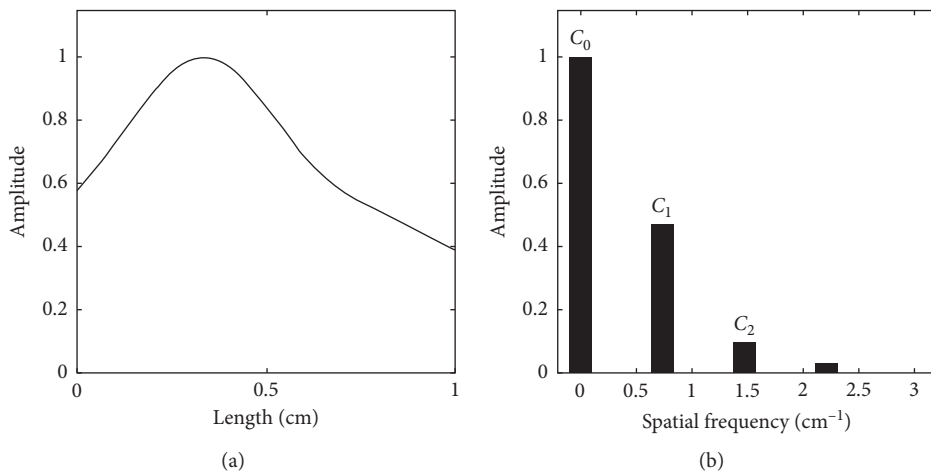 1
0.8
0.6
0.4
0.2
0
Amplitude
0
0.5
1
Length (cm)
(a)
1
0.8
0.6
0.4
0.2
0
Amplitude
C₀
C₁
C₂
0
0.5
1
1.5
2
2.5
3
Spatial frequency (cm⁻¹)
(b)